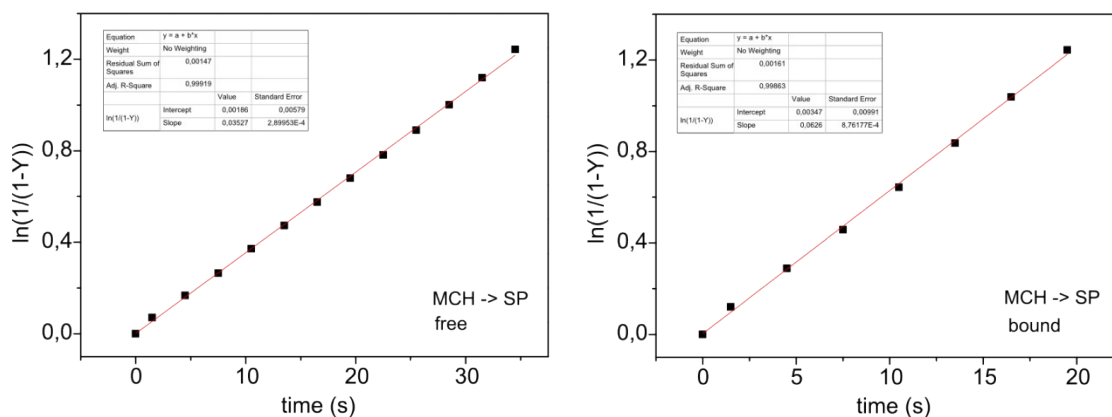 Equation y = a + b*x
Weight No Weighting
Residual Sum of Squares 0,00147
Adj. R-Square 0,99919
Value Standard Error
ln(1/(1-Y)) Intercept 0,00186 0,00579
Slope 0,03527 2,89953E-4
1,2
0,8
0,4
0,0
ln(1/(1-Y))
MCH -> SP
free
0 10 20 30
time (s)
Equation y = a + b*x
Weight No Weighting
Residual Sum of Squares 0,00161
Adj. R-Square 0,99863
Value Standard Error
ln(1/(1-Y)) Intercept 0,00347 0,00991
Slope 0,0626 8,76177E-4
1,2
0,8
0,4
0,0
ln(1/(1-Y))
MCH -> SP
bound
0 5 10 15 20
time (s)